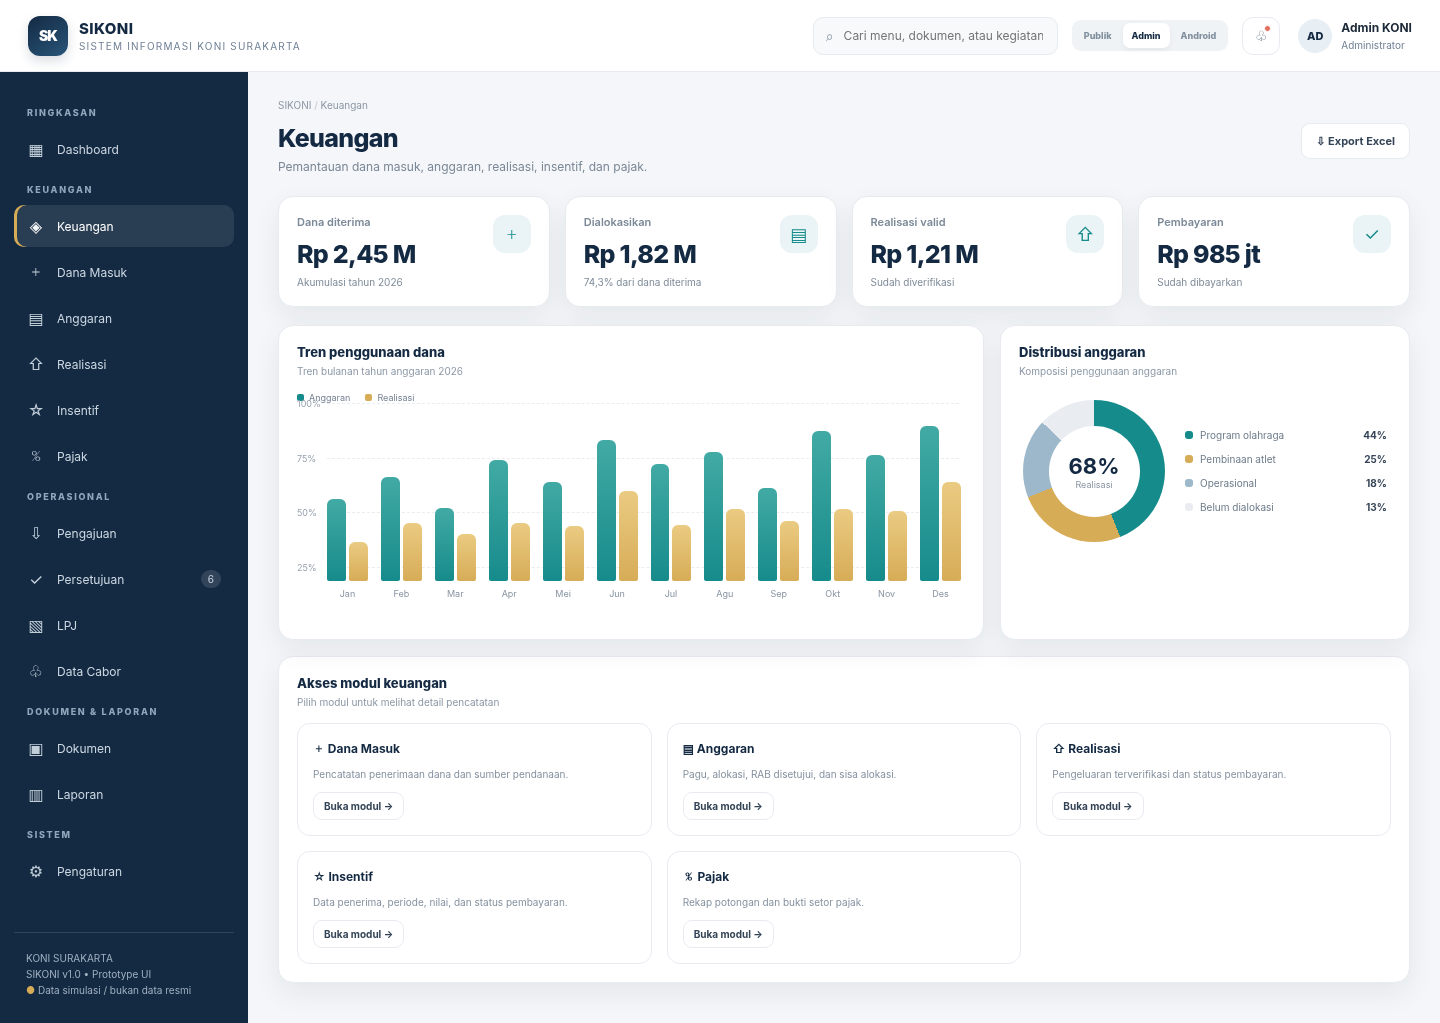 SK
SIKONI
SISTEM INFORMASI KONI SURAKARTA
Cari menu, dokumen, atau kegiatan
Publik
Admin
Android
AD
Admin KONI
Administrator
RINGKASAN
Dashboard
KEUANGAN
Keuangan
Dana Masuk
Anggaran
Realisasi
Insentif
Pajak
OPERASIONAL
Pengajuan
Persetujuan
6
LPJ
Data Cabor
DOKUMEN & LAPORAN
Dokumen
Laporan
SISTEM
Pengaturan
KONI SURAKARTA
SIKONI v1.0 • Prototype UI
Data simulasi / bukan data resmi
SIKONI / Keuangan
Keuangan
Pemantauan dana masuk, anggaran, realisasi, insentif, dan pajak.
⇩ Export Excel
Dana diterima
Rp 2,45 M
Akumulasi tahun 2026
Dialokasikan
Rp 1,82 M
74,3% dari dana diterima
Realisasi valid
Rp 1,21 M
Sudah diverifikasi
Pembayaran
Rp 985 jt
Sudah dibayarkan
Tren penggunaan dana
Tren bulanan tahun anggaran 2026
Anggaran
Realisasi
100%
75%
50%
25%
Jan
Feb
Mar
Apr
Mei
Jun
Jul
Agu
Sep
Okt
Nov
Des
Distribusi anggaran
Komposisi penggunaan anggaran
68%
Realisasi
Program olahraga 44%
Pembinaan atlet 25%
Operasional 18%
Belum dialokasi 13%
Akses modul keuangan
Pilih modul untuk melihat detail pencatatan
+ Dana Masuk
Pencatatan penerimaan dana dan sumber pendanaan.
Buka modul →
▤ Anggaran
Pagu, alokasi, RAB disetujui, dan sisa alokasi.
Buka modul →
⇧ Realisasi
Pengeluaran terverifikasi dan status pembayaran.
Buka modul →
☆ Insentif
Data penerima, periode, nilai, dan status pembayaran.
Buka modul →
% Pajak
Rekap potongan dan bukti setor pajak.
Buka modul →